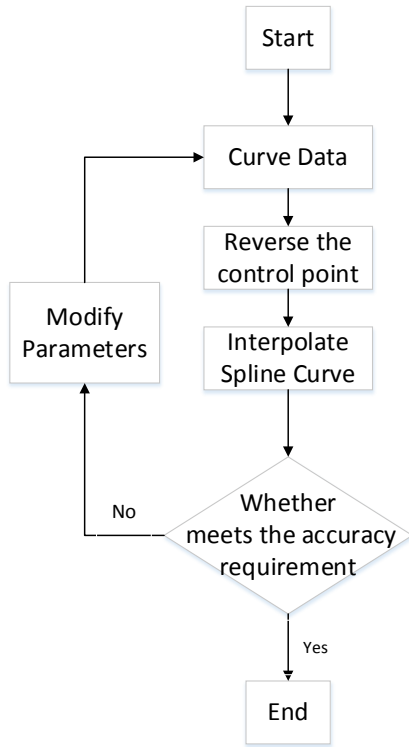 Start
Curve Data
Reverse the
control point
Modify
Parameters
Interpolate
Spline Curve
Whether
meets the accuracy
requirement
No
Yes
End